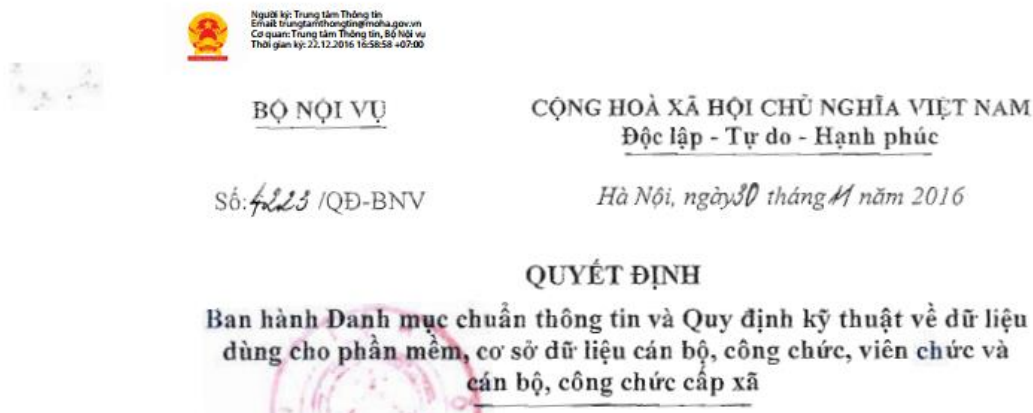 Người ký: Trung tâm Thông tin
Email: trungtamthongtin@moha.gov.vn
Cơ quan: Trung tâm Thông tin, Bộ Nội vụ
Thời gian ký: 22.12.2016 16:58:58 +07:00
BỘ NỘI VỤ
CỘNG HOÀ XÃ HỘI CHỦ NGHĨA VIỆT NAM
Độc lập - Tự do - Hạnh phúc
Số: 4223 /QĐ-BNV
Hà Nội, ngày 30 tháng 11 năm 2016
QUYẾT ĐỊNH
Ban hành Danh mục chuẩn thông tin và Quy định kỹ thuật về dữ liệu
dùng cho phần mềm, cơ sở dữ liệu cán bộ, công chức, viên chức và
cán bộ, công chức cấp xã